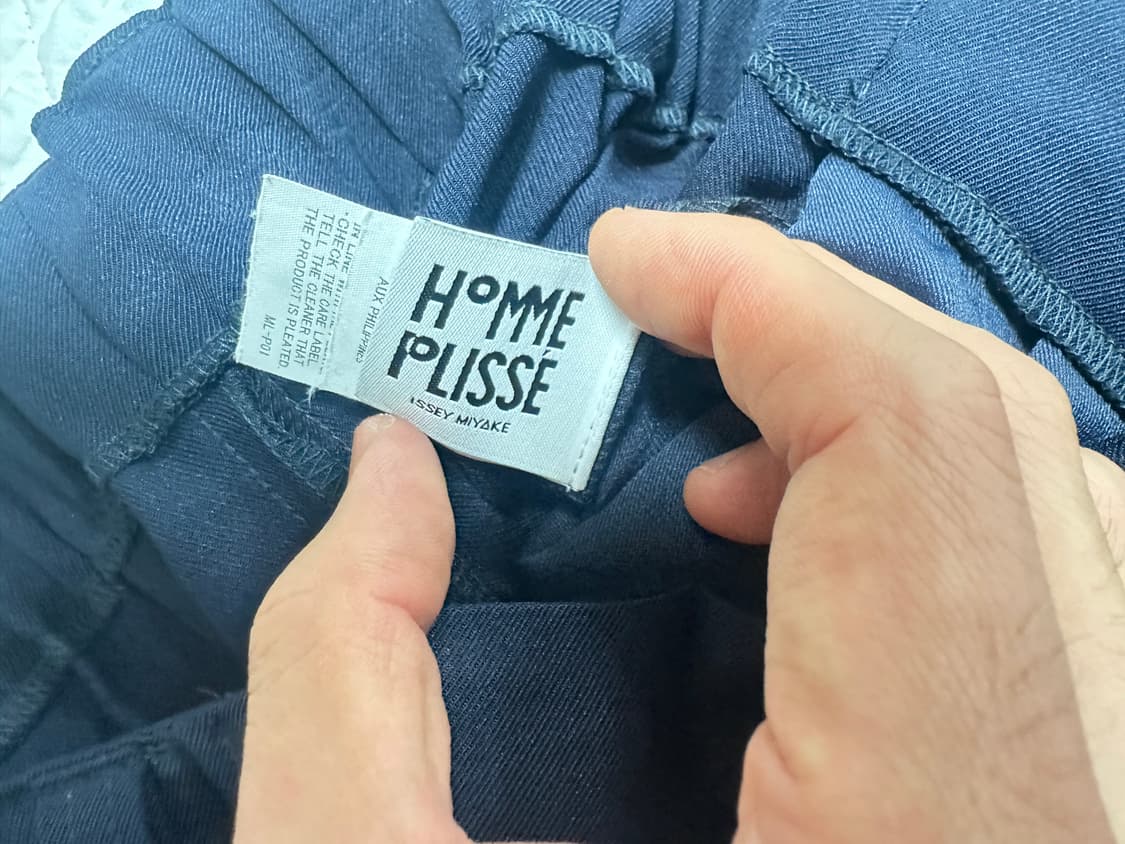 HOMME
PLISSÉ
ISSEY MIYAKE
AUX PHILIPPINES
*CHECK THE CARE LABEL
TELL THE CLEANER THAT
THE PRODUCT IS PLEATED.
ML-P01